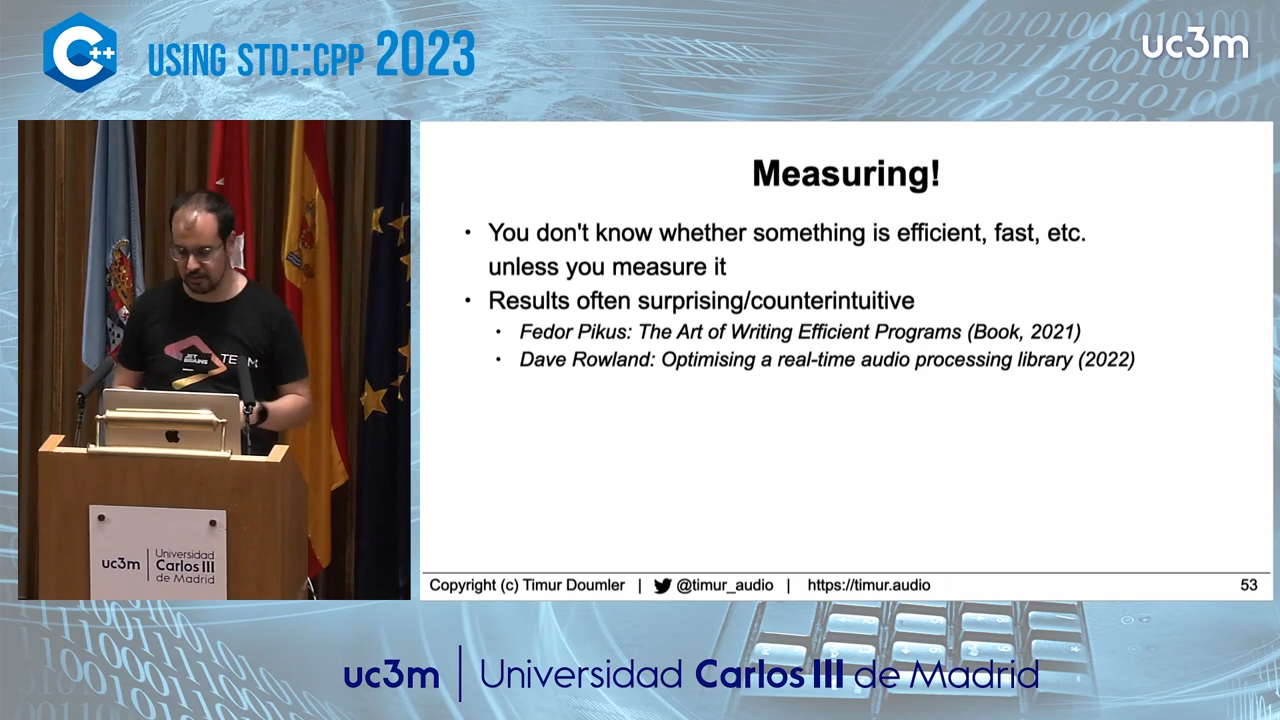 C++
USING STD::CPP 2023
uc3m
Measuring!
• You don't know whether something is efficient, fast, etc.
unless you measure it
• Results often surprising/counterintuitive
• Fedor Pikus: The Art of Writing Efficient Programs (Book, 2021)
• Dave Rowland: Optimising a real-time audio processing library (2022)
Copyright (c) Timur Doumler | @timur_audio | https://timur.audio 53
JET
BRAINS
uc3m | Universidad
Carlos III
de Madrid
uc3m | Universidad Carlos III de Madrid